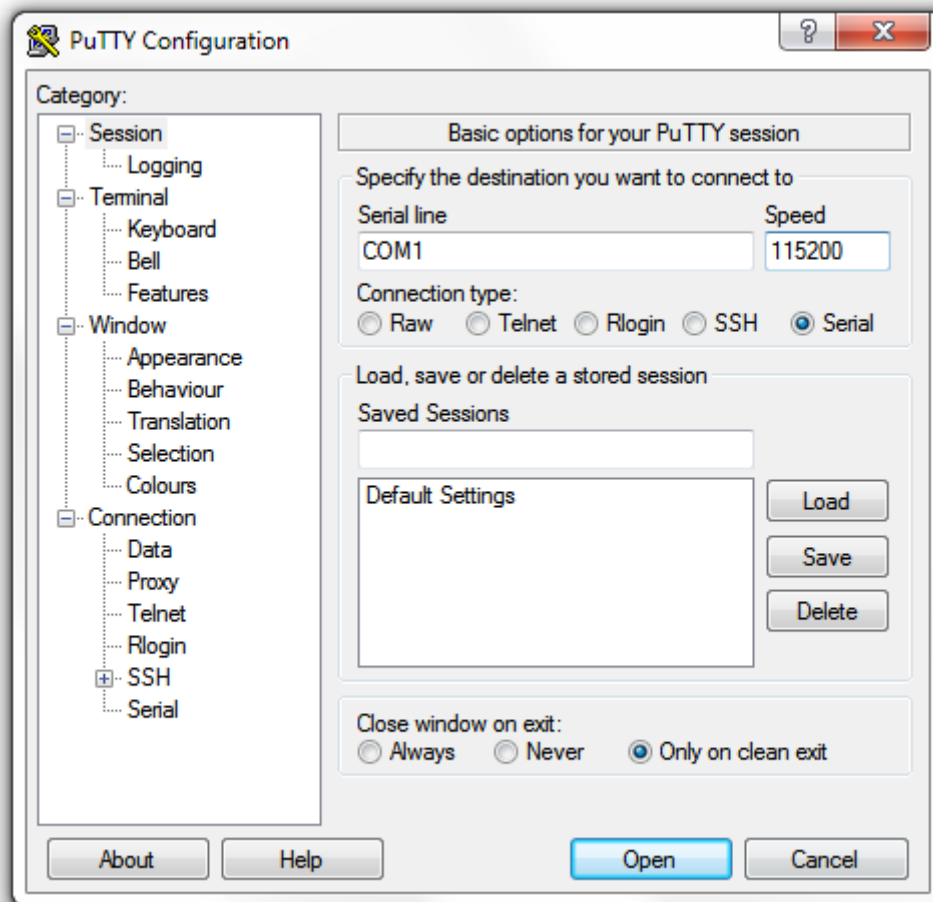 PuTTY Configuration
Category:
Session
Logging
Terminal
Keyboard
Bell
Features
Window
Appearance
Behaviour
Translation
Selection
Colours
Connection
Data
Proxy
Telnet
Rlogin
SSH
Serial
Basic options for your PuTTY session
Specify the destination you want to connect to
Serial line Speed
COM1 115200
Connection type:
Raw Telnet Rlogin SSH Serial
Load, save or delete a stored session
Saved Sessions
Default Settings
Load
Save
Delete
Close window on exit:
Always Never Only on clean exit
About Help Open Cancel